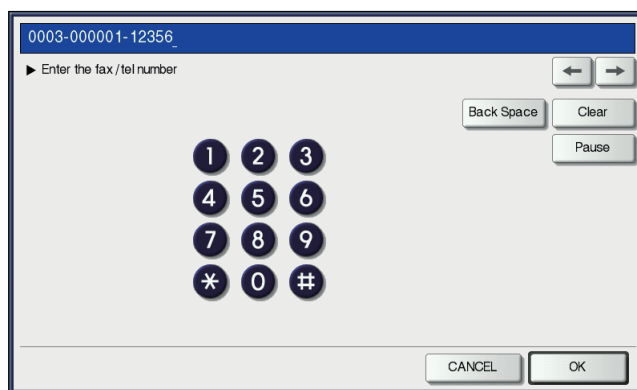 0003-000001-12356_
▶ Enter the fax/tel number
← →
Back Space Clear
Pause
1 2 3
4 5 6
7 8 9
* 0 #
CANCEL OK